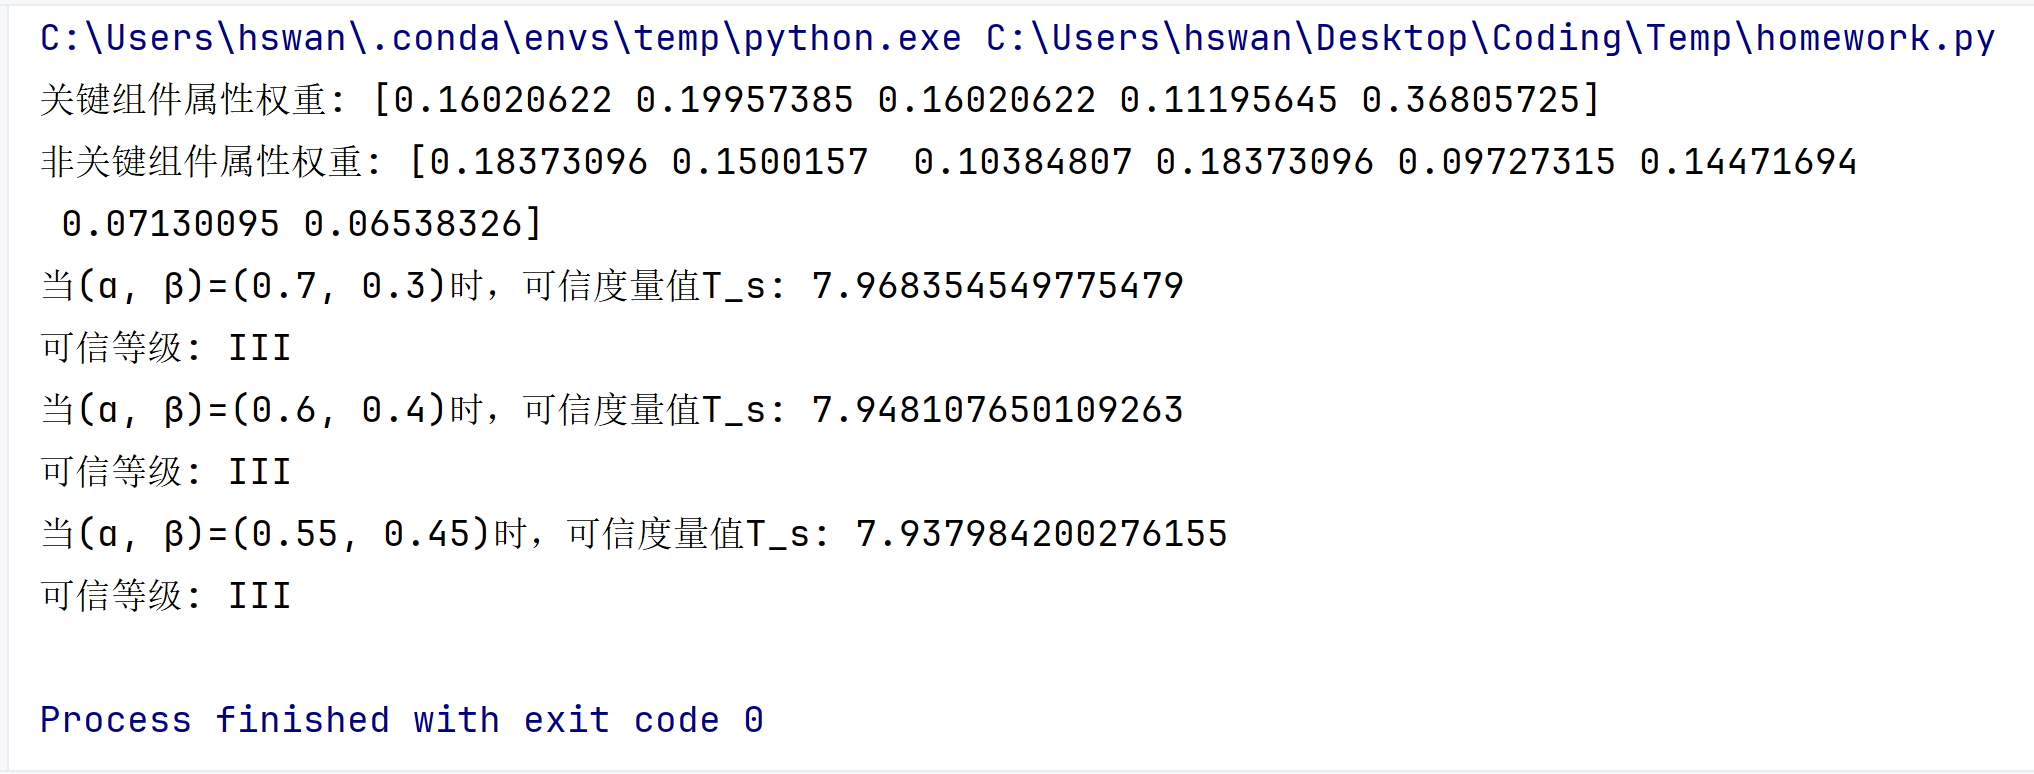 C:\Users\hswan\.conda\envs\temp\python.exe C:\Users\hswan\Desktop\Coding\Temp\homework.py
关键组件属性权重: [0.16020622 0.19957385 0.16020622 0.11195645 0.36805725]
非关键组件属性权重: [0.18373096 0.1500157  0.10384807 0.18373096 0.09727315 0.14471694
 0.07130095 0.06538326]
当(α, β)=(0.7, 0.3)时，可信度量值T_s: 7.968354549775479
可信等级: III
当(α, β)=(0.6, 0.4)时，可信度量值T_s: 7.948107650109263
可信等级: III
当(α, β)=(0.55, 0.45)时，可信度量值T_s: 7.937984200276155
可信等级: III
Process finished with exit code 0